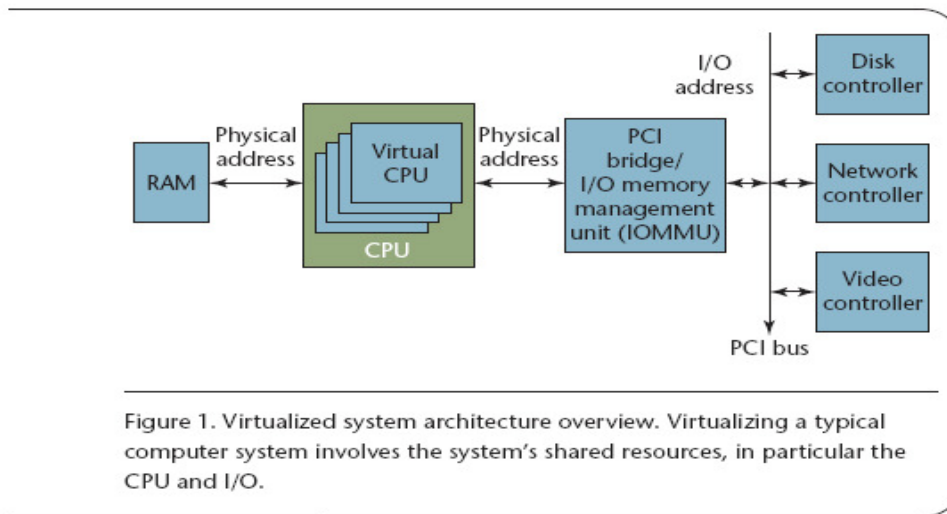 RAM
Physical
address
Virtual
CPU
CPU
Physical
address
PCI
bridge/
I/O memory
management
unit (IOMMU)
I/O
address
Disk
controller
Network
controller
Video
controller
PCI bus
Figure 1. Virtualized system architecture overview. Virtualizing a typical
computer system involves the system's shared resources, in particular the
CPU and I/O.